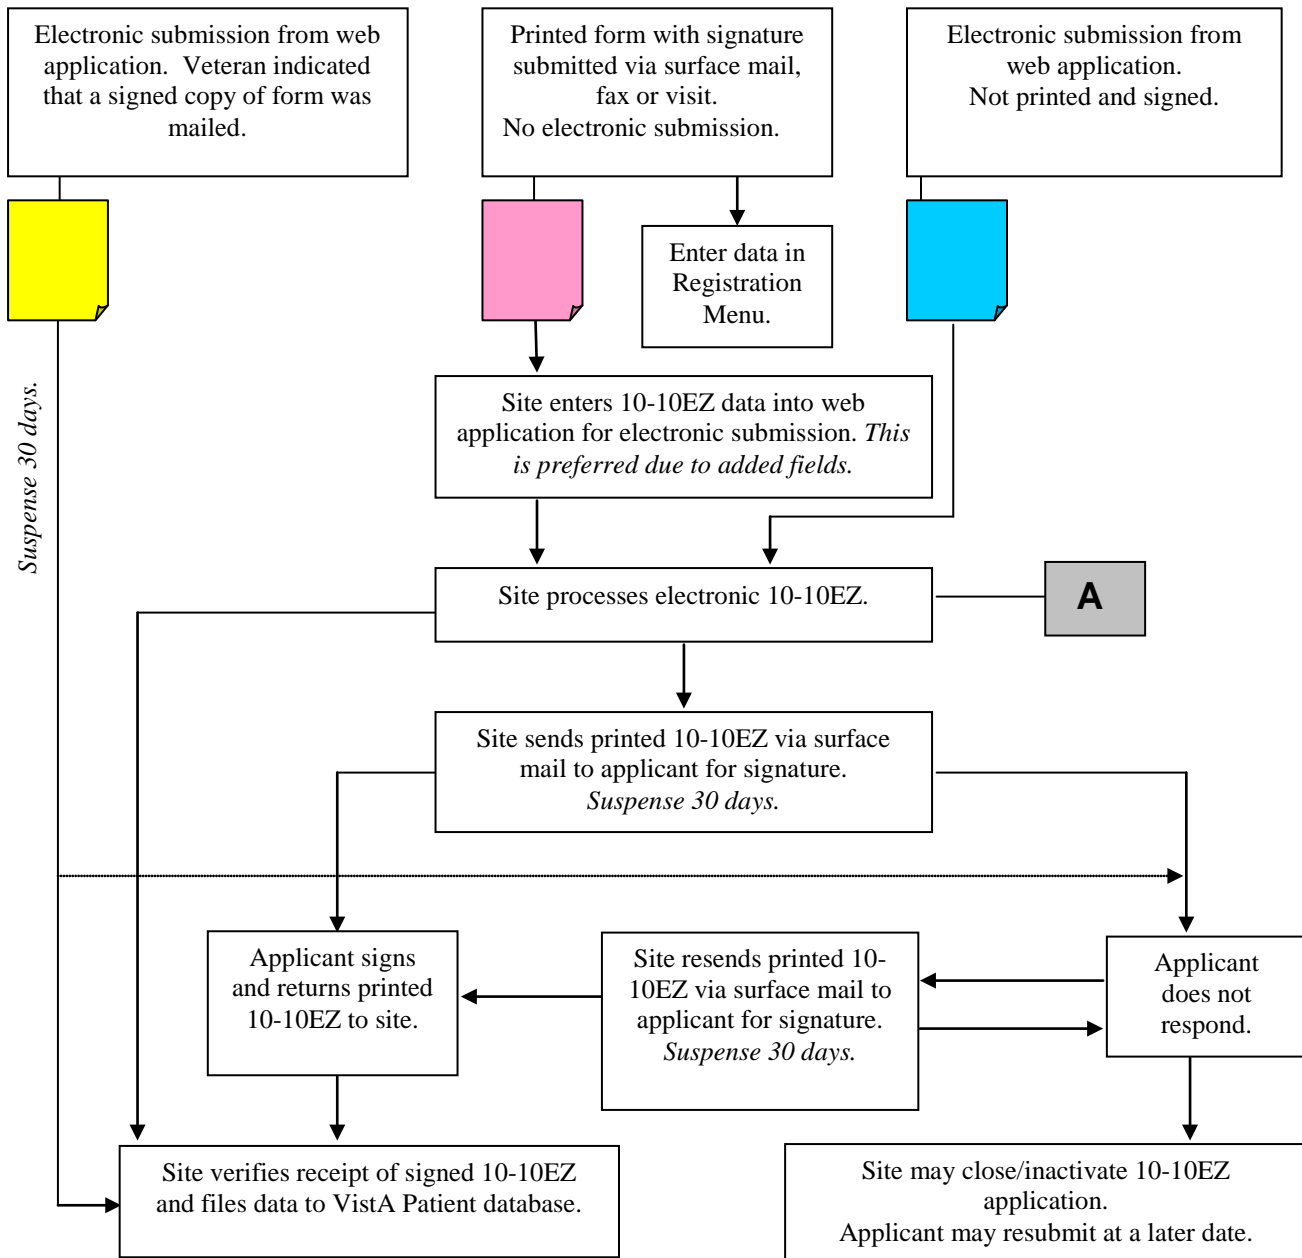 Electronic submission from web
application.  Veteran indicated
that a signed copy of form was
mailed.
Printed form with signature
submitted via surface mail,
fax or visit.
No electronic submission.
Electronic submission from
web application.
Not printed and signed.
Enter data in
Registration
Menu.
Suspense 30 days.
Site enters 10-10EZ data into web
application for electronic submission. This
is preferred due to added fields.
Site processes electronic 10-10EZ.
A
Site sends printed 10-10EZ via surface
mail to applicant for signature.
Suspense 30 days.
Applicant signs
and returns printed
10-10EZ to site.
Site resends printed 10-
10EZ via surface mail to
applicant for signature.
Suspense 30 days.
Applicant
does not
respond.
Site verifies receipt of signed 10-10EZ
and files data to VistA Patient database.
Site may close/inactivate 10-10EZ
application.
Applicant may resubmit at a later date.